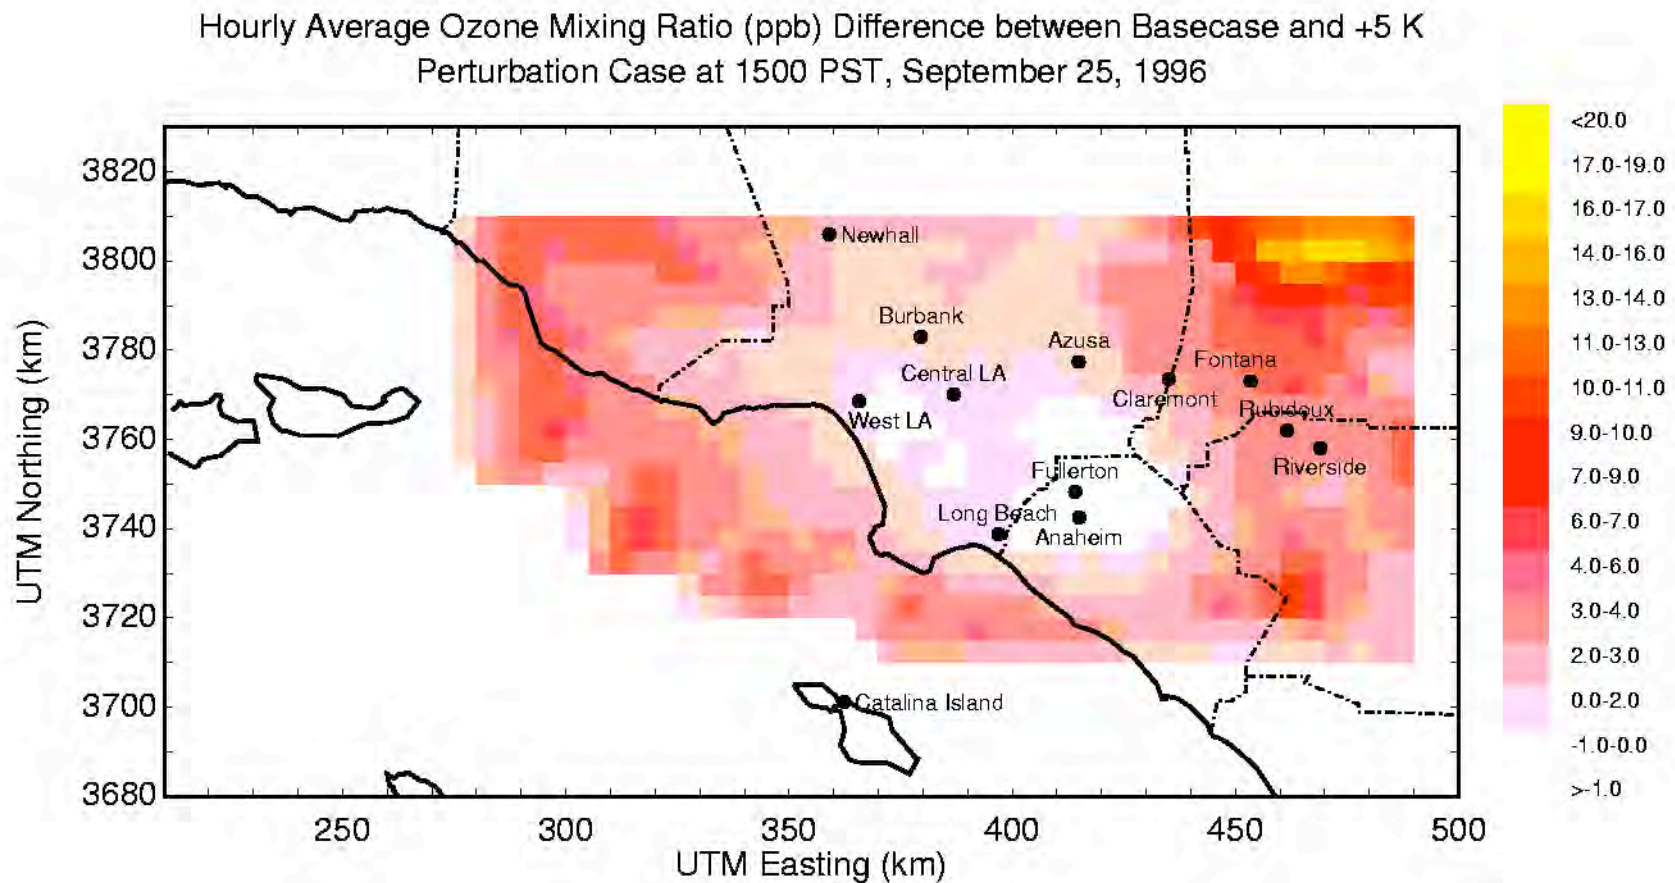 Hourly Average Ozone Mixing Ratio (ppb) Difference between Basecase and +5 K
Perturbation Case at 1500 PST, September 25, 1996
UTM Northing (km)
3820
3800
3780
3760
3740
3720
3700
3680
Newhall
Burbank
Azusa
Central LA
Fontana
Claremont
West LA
Rubidoux
Riverside
Fullerton
Long Beach
Anaheim
Catalina Island
250
300
350
400
450
500
UTM Easting (km)
<20.0
17.0-19.0
16.0-17.0
14.0-16.0
13.0-14.0
11.0-13.0
10.0-11.0
9.0-10.0
7.0-9.0
6.0-7.0
4.0-6.0
3.0-4.0
2.0-3.0
0.0-2.0
-1.0-0.0
>-1.0